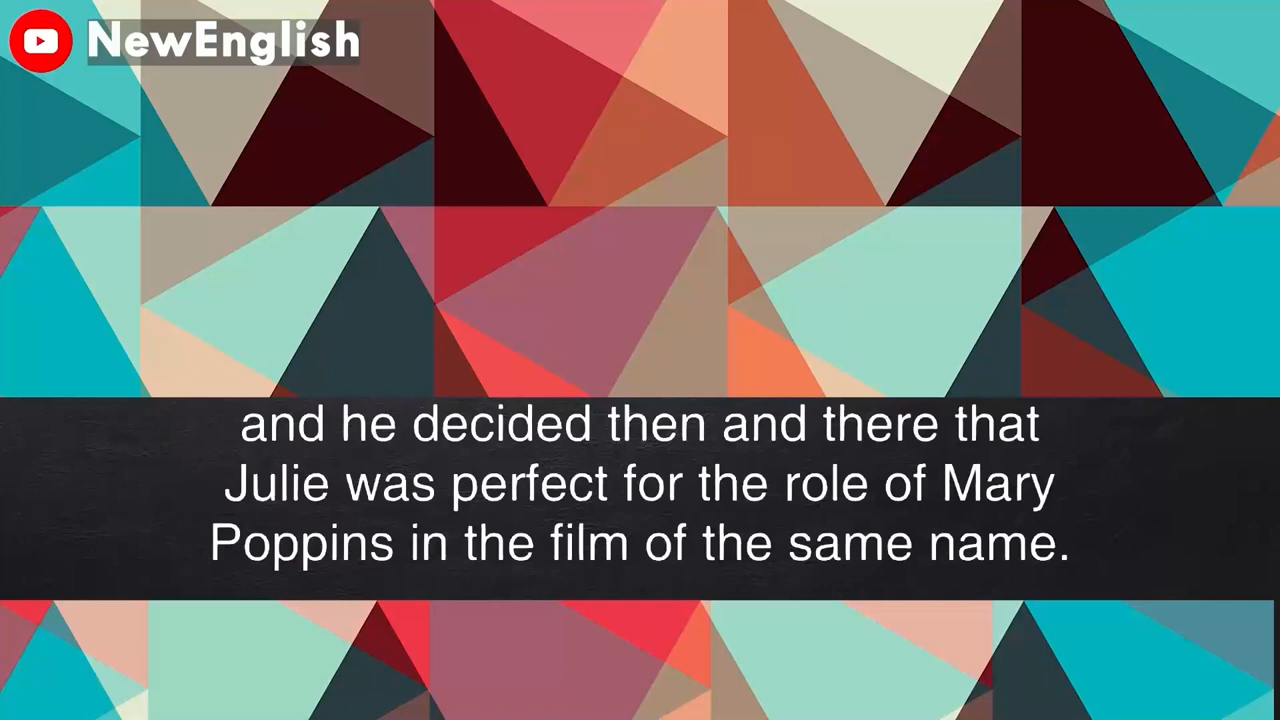 NewEnglish
and he decided then and there that
Julie was perfect for the role of Mary
Poppins in the film of the same name.